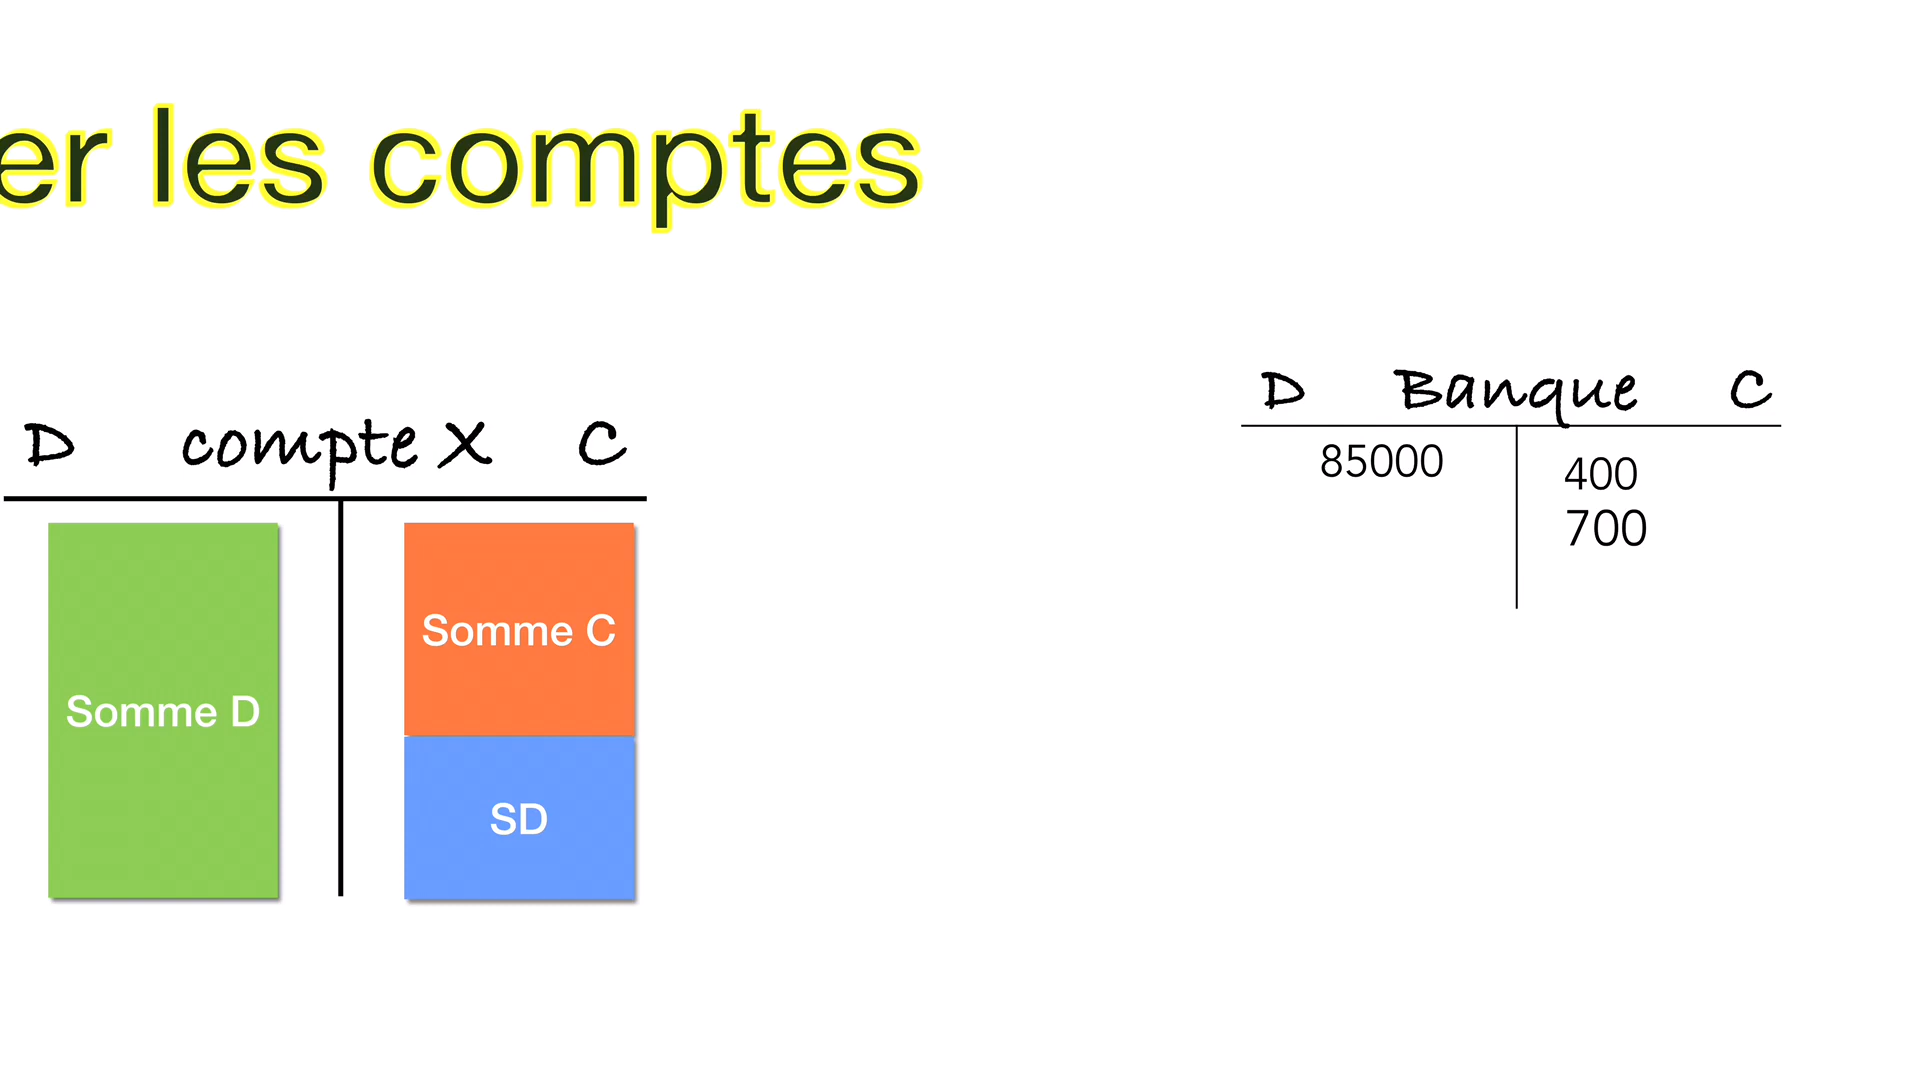 er les comptes
D compte X C
Somme D
Somme C
SD
D Banque C
85000
400
700